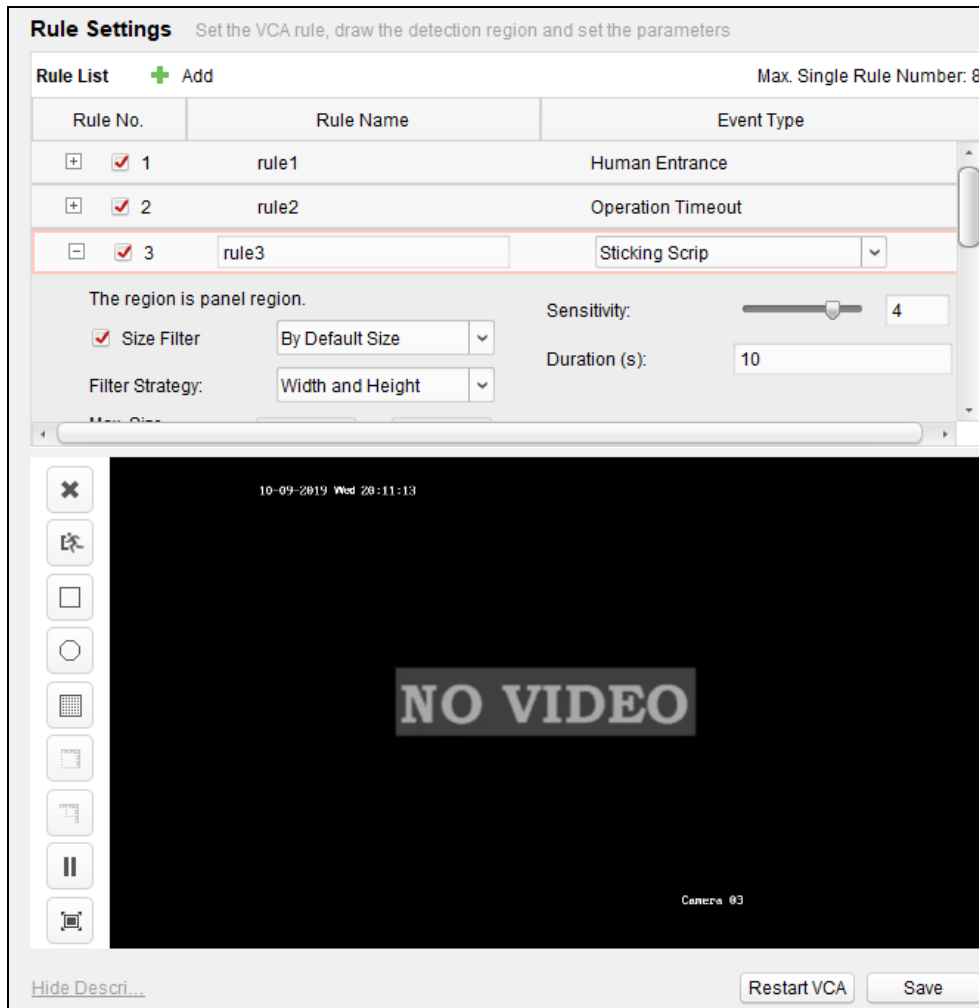 Rule Settings Set the VCA rule, draw the detection region and set the parameters
Rule List Add Max. Single Rule Number: 8
Rule No. Rule Name Event Type
1 rule1 Human Entrance
2 rule2 Operation Timeout
3 rule3 Sticking Scrip
The region is panel region.
Sensitivity: 4
Size Filter By Default Size
Duration (s): 10
Filter Strategy: Width and Height
Max. Size
10-09-2019 Wed 20:11:13
NO VIDEO
Camera 03
Hide Descri... Restart VCA Save